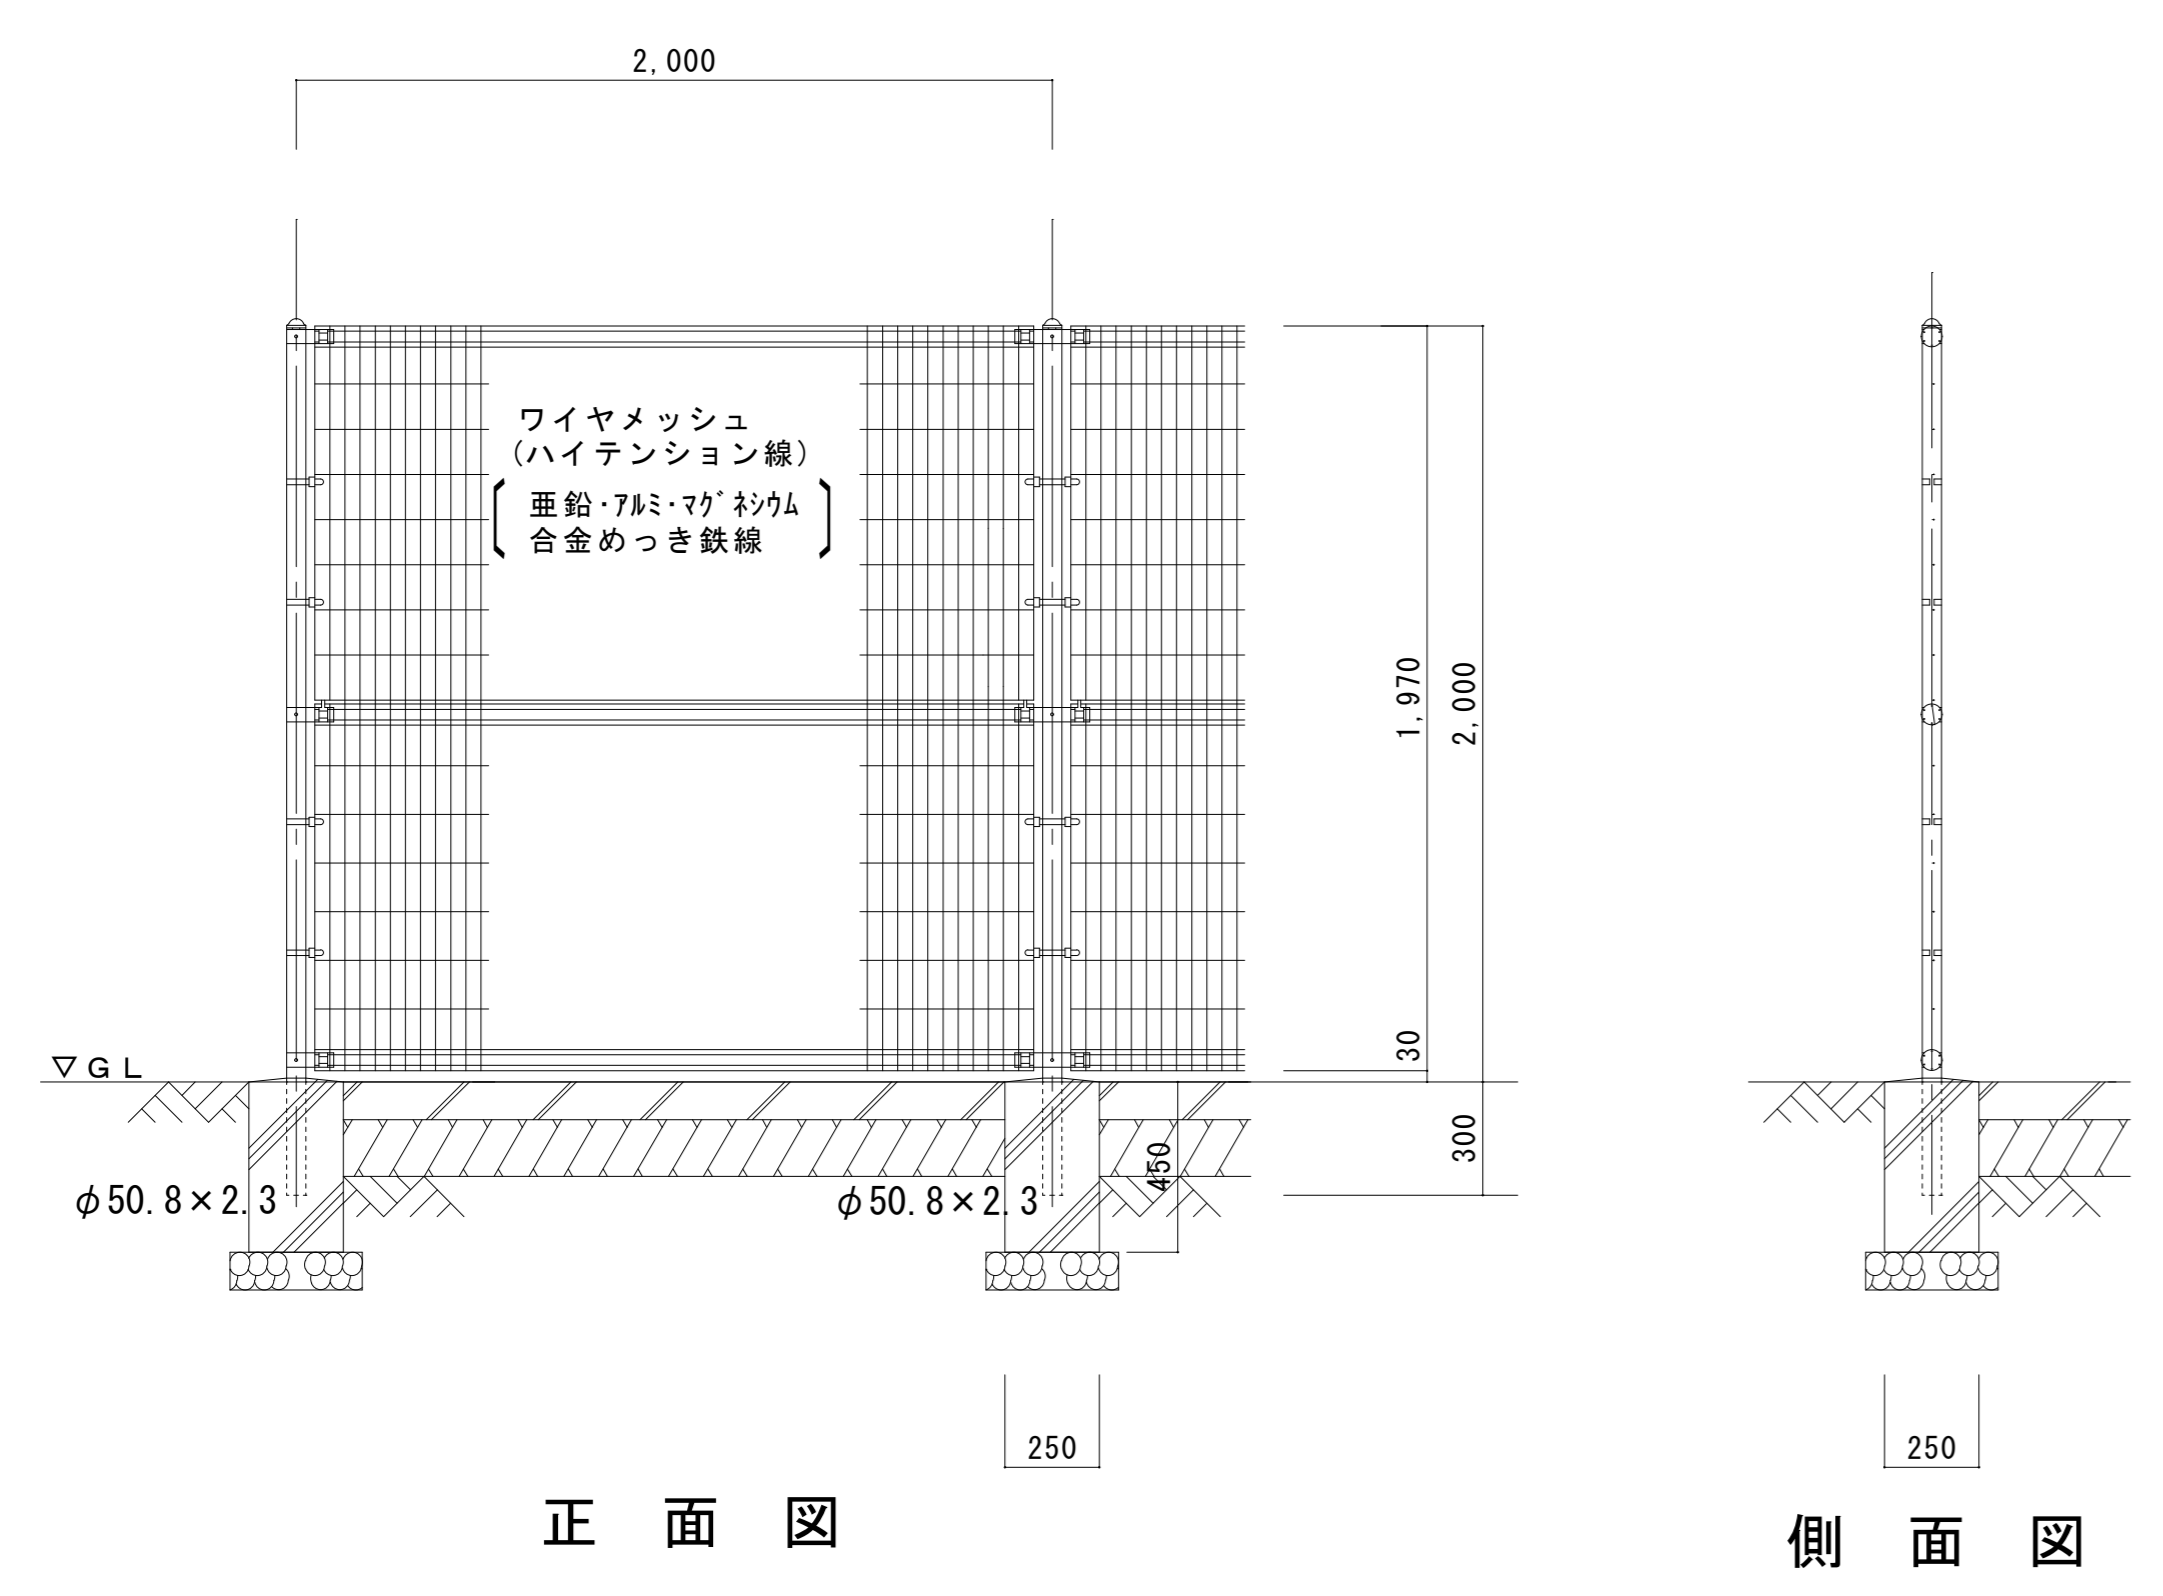 2,000
ワイヤメッシュ
(ハイテンション線)
亜鉛・アルミ・マグネシウム
合金めっき鉄線
1,970
2,000
30
▽GL
300
450
φ50.8×2.3
φ50.8×2.3
250
250
正面図
側面図